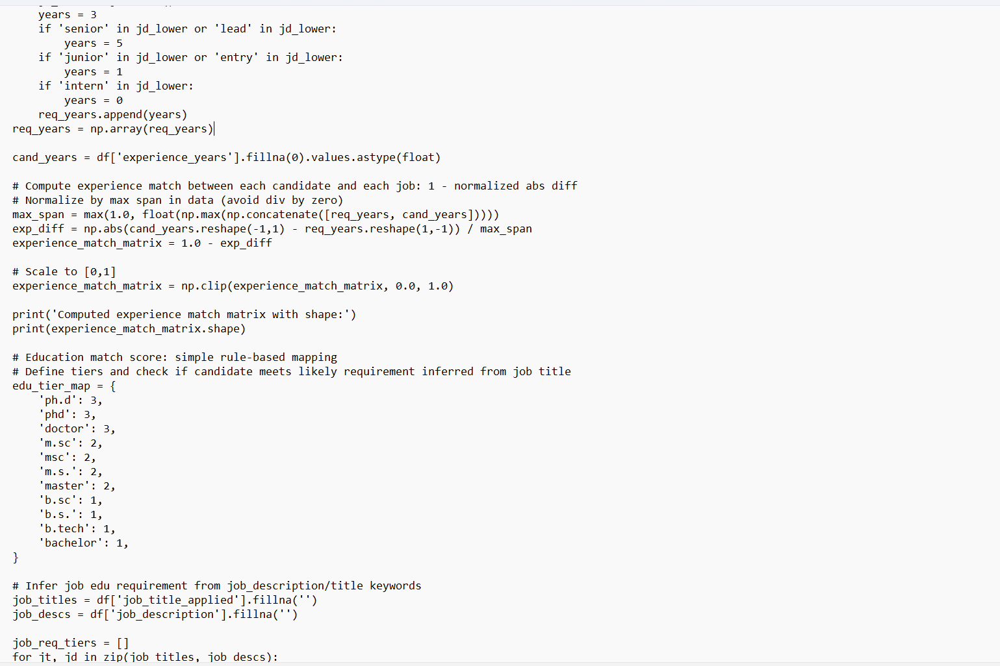 years = 3
    if 'senior' in jd_lower or 'lead' in jd_lower:
        years = 5
    if 'junior' in jd_lower or 'entry' in jd_lower:
        years = 1
    if 'intern' in jd_lower:
        years = 0
    req_years.append(years)
req_years = np.array(req_years)

cand_years = df['experience_years'].fillna(0).values.astype(float)

# Compute experience match between each candidate and each job: 1 - normalized abs diff
# Normalize by max span in data (avoid div by zero)
max_span = max(1.0, float(np.max(np.concatenate([req_years, cand_years]))))
exp_diff = np.abs(cand_years.reshape(-1,1) - req_years.reshape(1,-1)) / max_span
experience_match_matrix = 1.0 - exp_diff

# Scale to [0,1]
experience_match_matrix = np.clip(experience_match_matrix, 0.0, 1.0)

print('Computed experience match matrix with shape:')
print(experience_match_matrix.shape)

# Education match score: simple rule-based mapping
# Define tiers and check if candidate meets likely requirement inferred from job title
edu_tier_map = {
    'ph.d': 3,
    'phd': 3,
    'doctor': 3,
    'm.sc': 2,
    'msc': 2,
    'm.s.': 2,
    'master': 2,
    'b.sc': 1,
    'b.s.': 1,
    'b.tech': 1,
    'bachelor': 1,
}

# Infer job edu requirement from job_description/title keywords
job_titles = df['job_title_applied'].fillna('')
job_descs = df['job_description'].fillna('')

job_req_tiers = []
for jt, jd in zip(job_titles, job_descs):